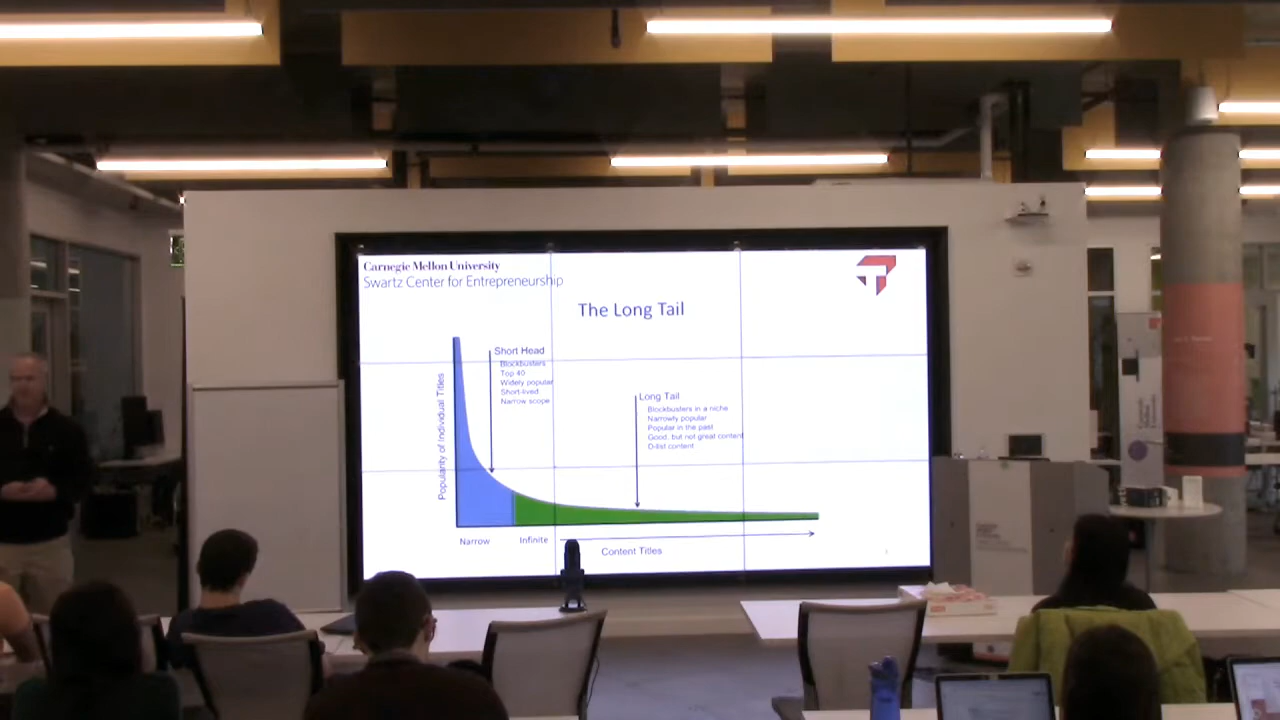 Carnegie Mellon University
Swartz Center for Entrepreneurship
The Long Tail
Short Head
Blockbusters
Top 40
Widely popular
Short-lived
Narrow scope
Long Tail
Blockbusters in a niche
Narrowly popular
Popular in the past
Good, but not great content
D-list content
Popularity of Individual Titles
Narrow
Infinite
Content Titles